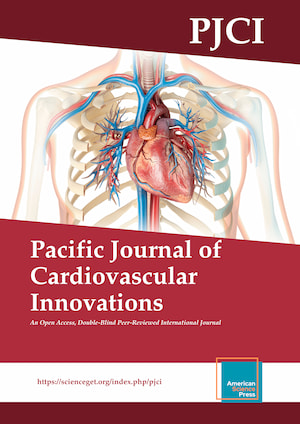 PJCI
Pacific Journal of
Cardiovascular
Innovations
An Open Access, Double-Blind Peer-Reviewed International Journal
https://scienceget.org/index.php/pjci
American
Science
Press